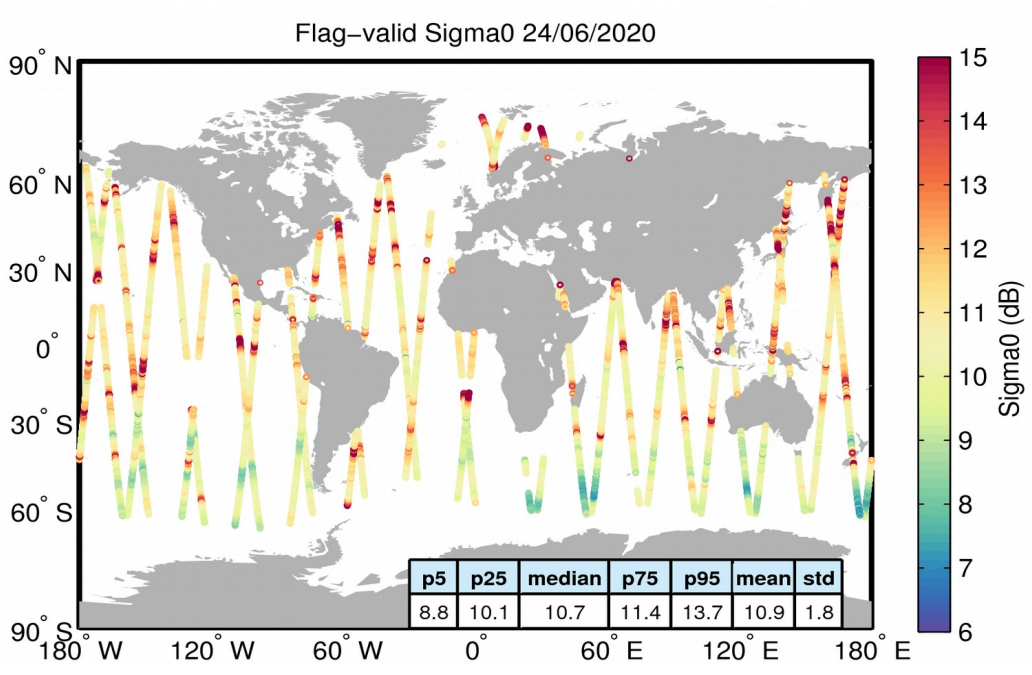 Flag−valid Sigma0 24/06/2020
90° N
60° N
30° N
0°
30° S
60° S
90° S
180° W
120° W
60° W
0°
60° E
120° E
180° E
p5 p25 median p75 p95 mean std
8.8 10.1 10.7 11.4 13.7 10.9 1.8
15
14
13
12
11
10
9
8
7
6
Sigma0 (dB)